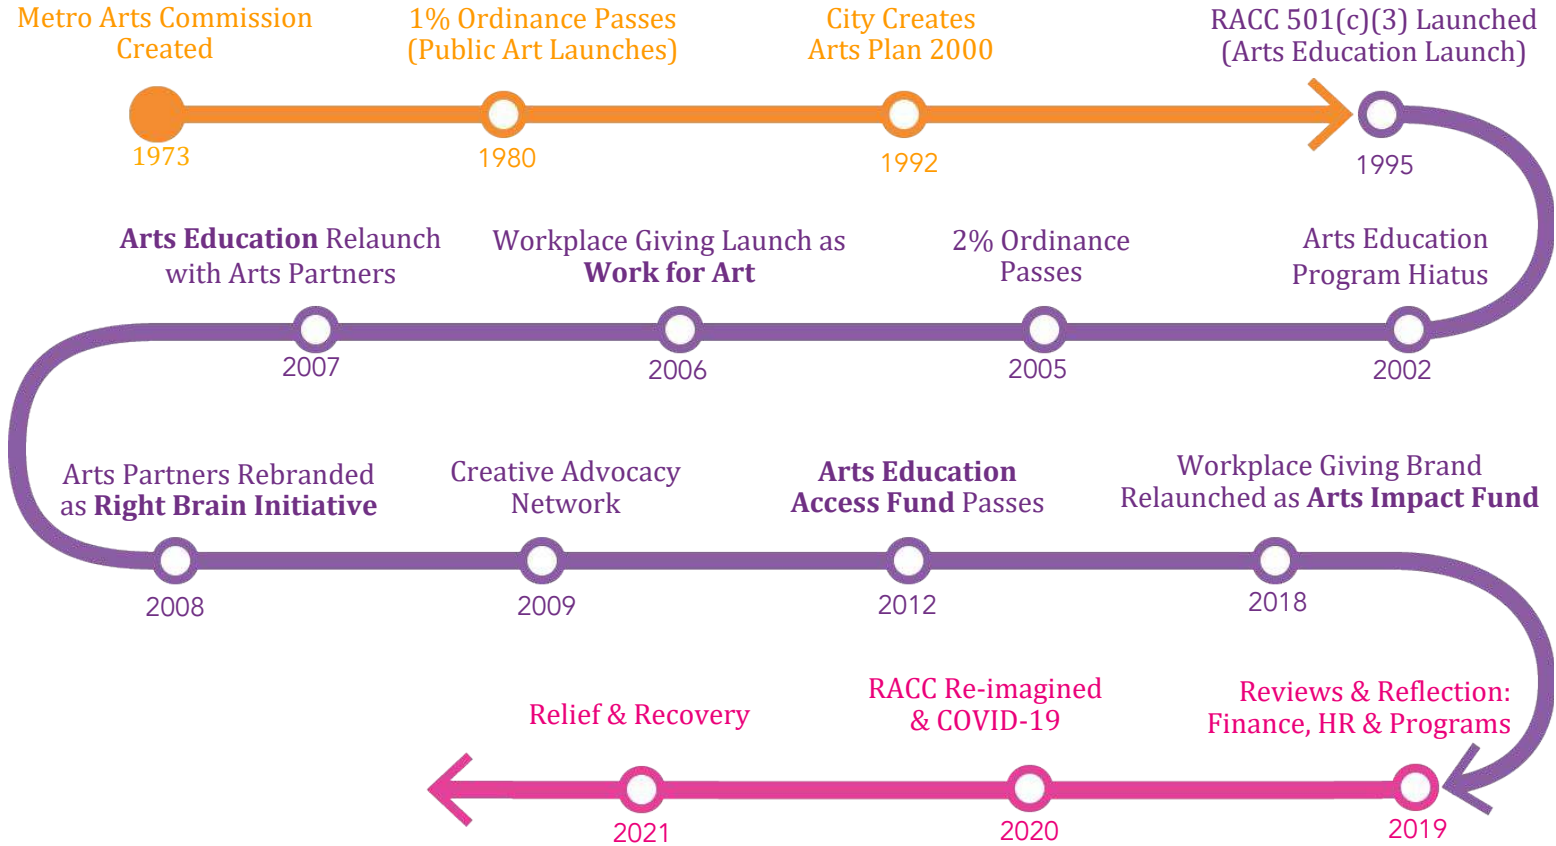 Metro Arts Commission
Created
1973
1% Ordinance Passes
(Public Art Launches)
1980
City Creates
Arts Plan 2000
1992
RACC 501(c)(3) Launched
(Arts Education Launch)
1995
Arts Education
Program Hiatus
2002
2% Ordinance
Passes
2005
Workplace Giving Launch as
Work for Art
2006
Arts Education Relaunch
with Arts Partners
2007
Arts Partners Rebranded
as Right Brain Initiative
2008
Creative Advocacy
Network
2009
Arts Education
Access Fund Passes
2012
Workplace Giving Brand
Relaunched as Arts Impact Fund
2018
Reviews & Reflection:
Finance, HR & Programs
2019
RACC Re-imagined
& COVID-19
2020
Relief & Recovery
2021